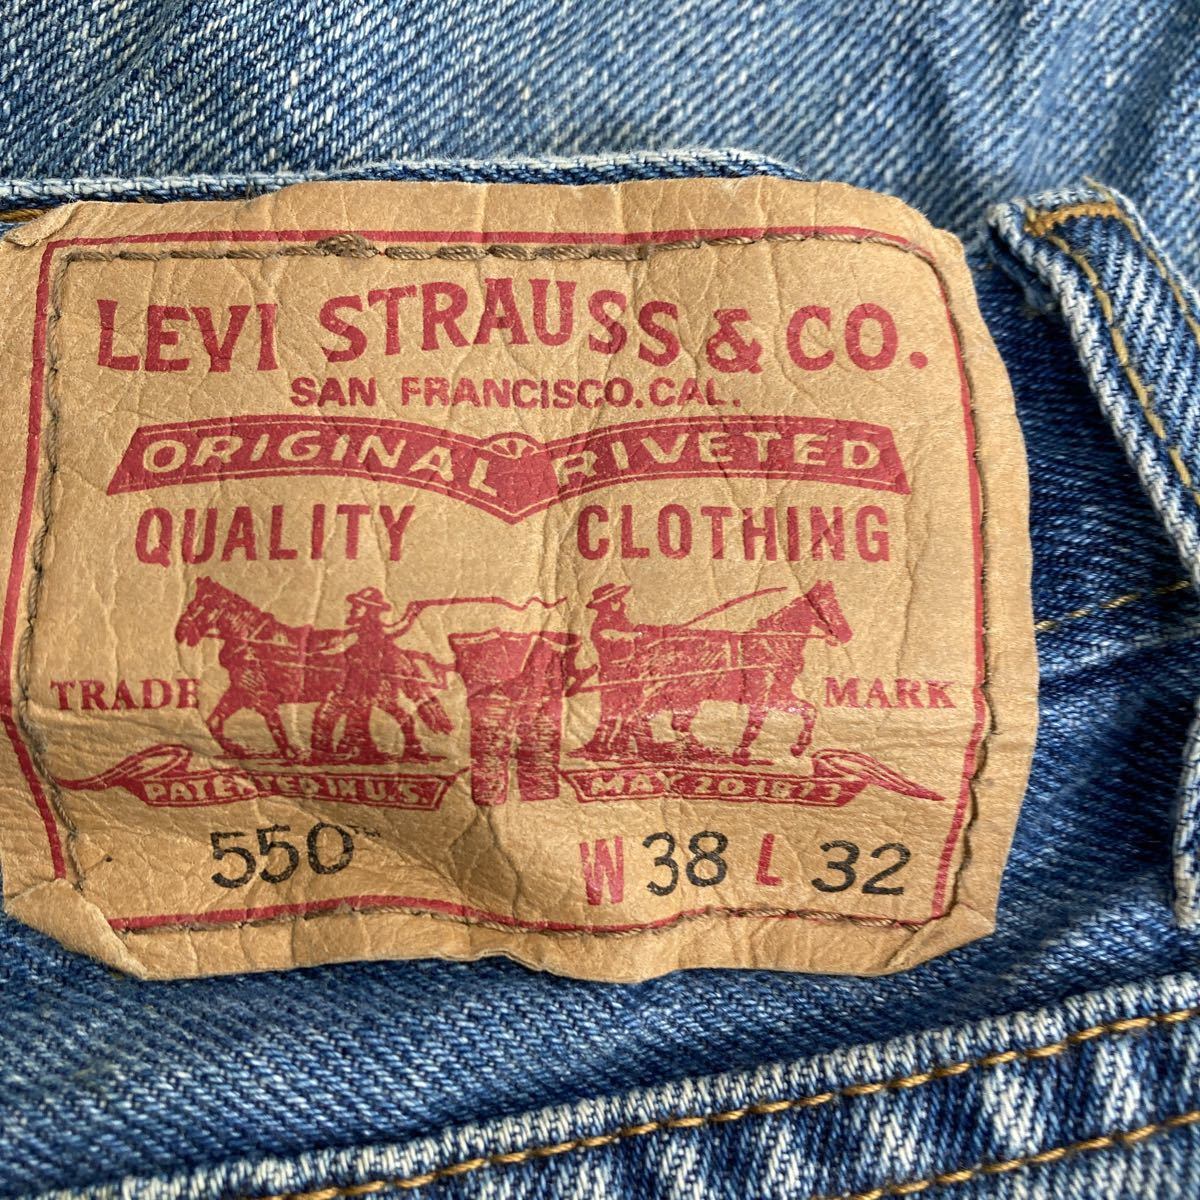 LEVI STRAUSS & CO.
SAN FRANCISCO, CAL.
ORIGINAL RIVETED
QUALITY CLOTHING
TRADE MARK
PATENTED IN U.S. MAY 20 1873
550™ W 38 L 32